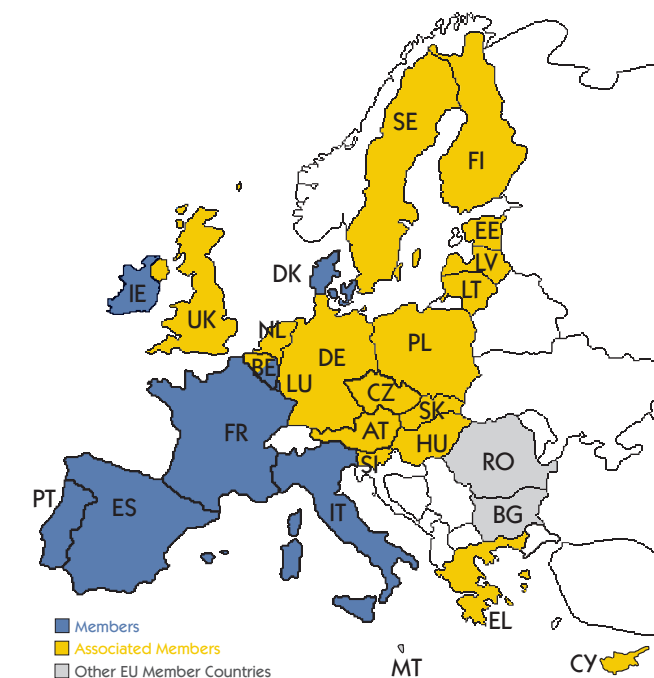 SE
FI
EE
LV
LT
DK
IE
UK
NL
BE
LU
DE
PL
CZ
SK
AT
HU
SI
FR
RO
BG
PT
ES
IT
EL
MT
CY
Members
Associated Members
Other EU Member Countries